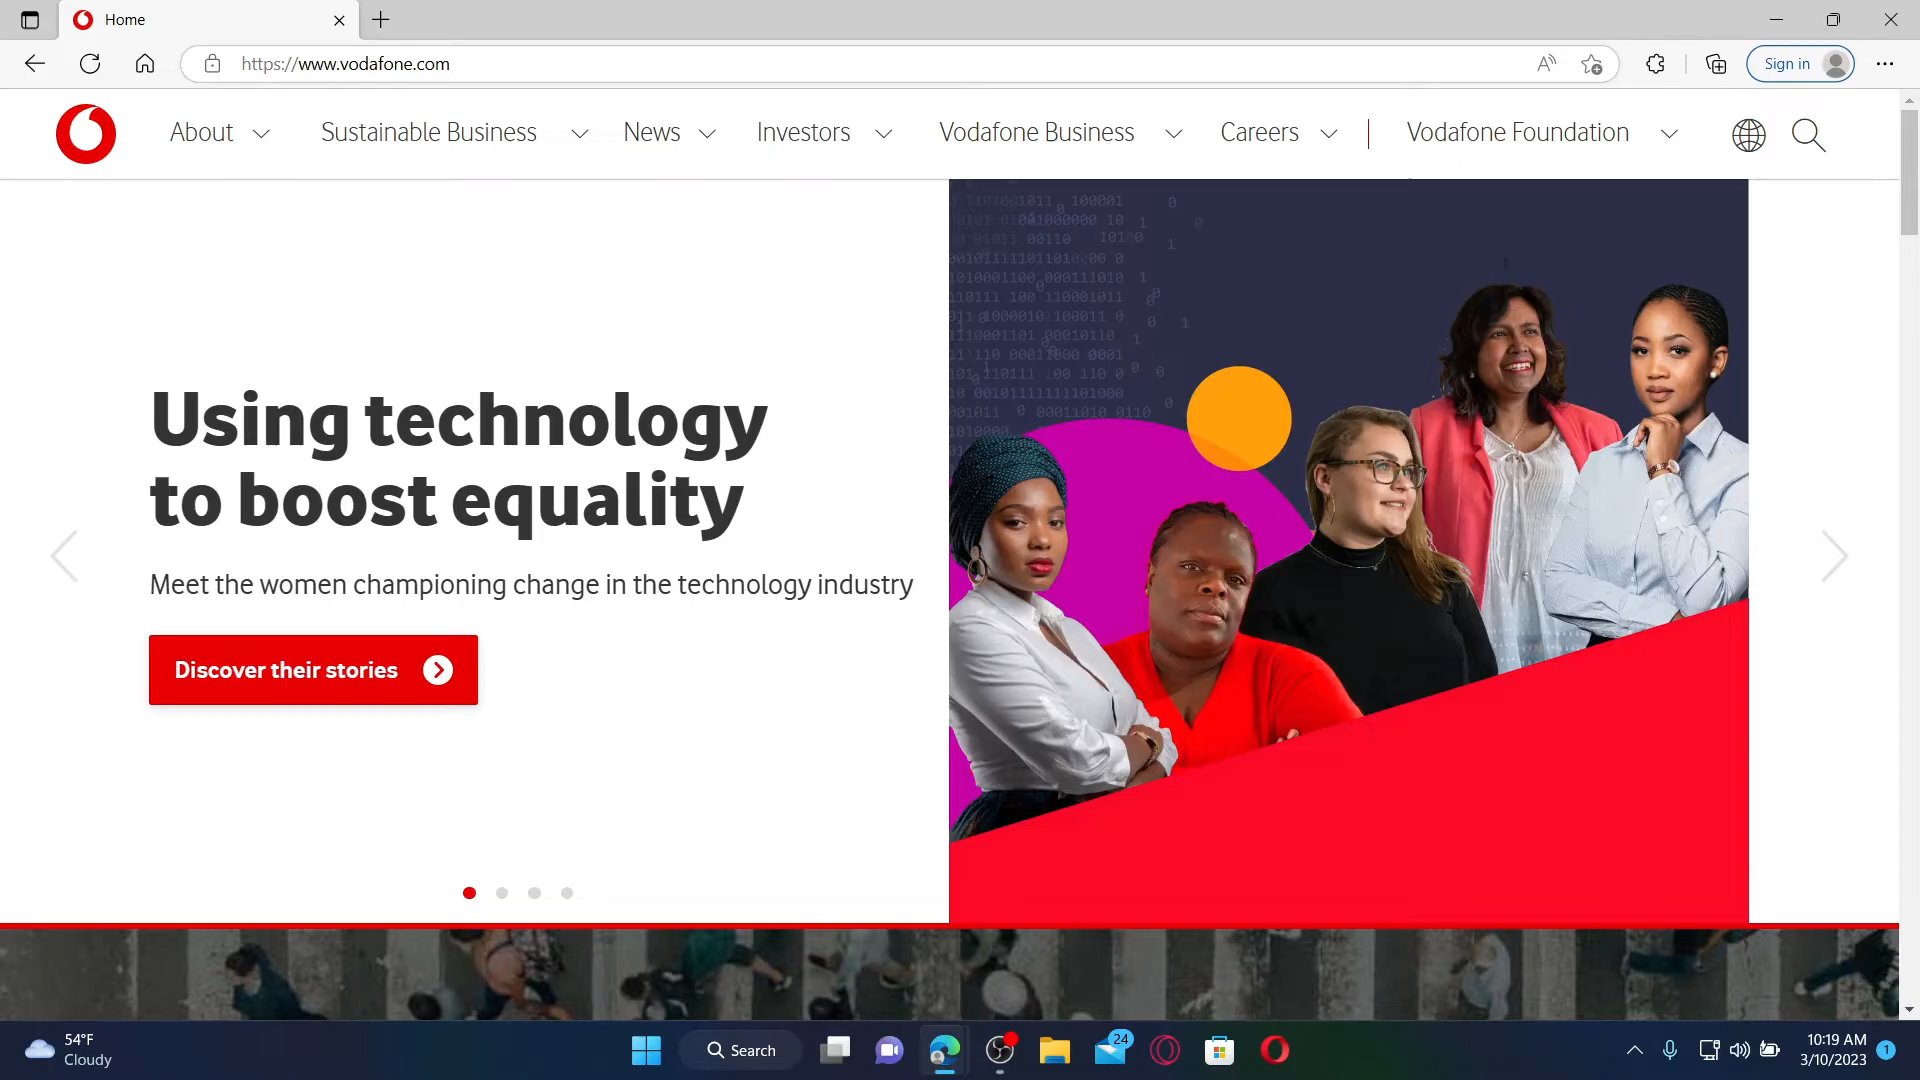 Home
https://www.vodafone.com
Sign in
About
Sustainable Business
News
Investors
Vodafone Business
Careers
Vodafone Foundation
Using technology
to boost equality
Meet the women championing change in the technology industry
Discover their stories
54°F
Cloudy
Search
24
10:19 AM
3/10/2023
1